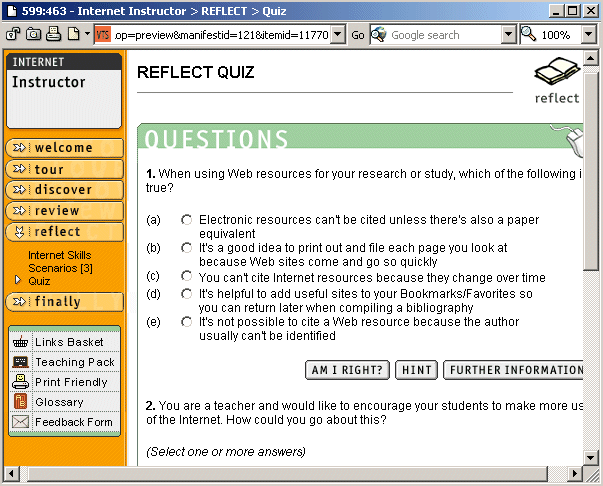 599:463 - Internet Instructor > REFLECT > Quiz
VTS .op=preview&manifestid=121&itemid=11770 Go Google search 100%
INTERNET
Instructor
welcome
tour
discover
review
reflect
Internet Skills
Scenarios [3]
Quiz
finally
Links Basket
Teaching Pack
Print Friendly
Glossary
Feedback Form
REFLECT QUIZ
reflect
QUESTIONS
1. When using Web resources for your research or study, which of the following i
true?
(a) Electronic resources can't be cited unless there's also a paper
equivalent
(b) It's a good idea to print out and file each page you look at
because Web sites come and go so quickly
(c) You can't cite Internet resources because they change over time
(d) It's helpful to add useful sites to your Bookmarks/Favorites so
you can return later when compiling a bibliography
(e) It's not possible to cite a Web resource because the author
usually can't be identified
AM I RIGHT? HINT FURTHER INFORMATION
2. You are a teacher and would like to encourage your students to make more us
of the Internet. How could you go about this?
(Select one or more answers)